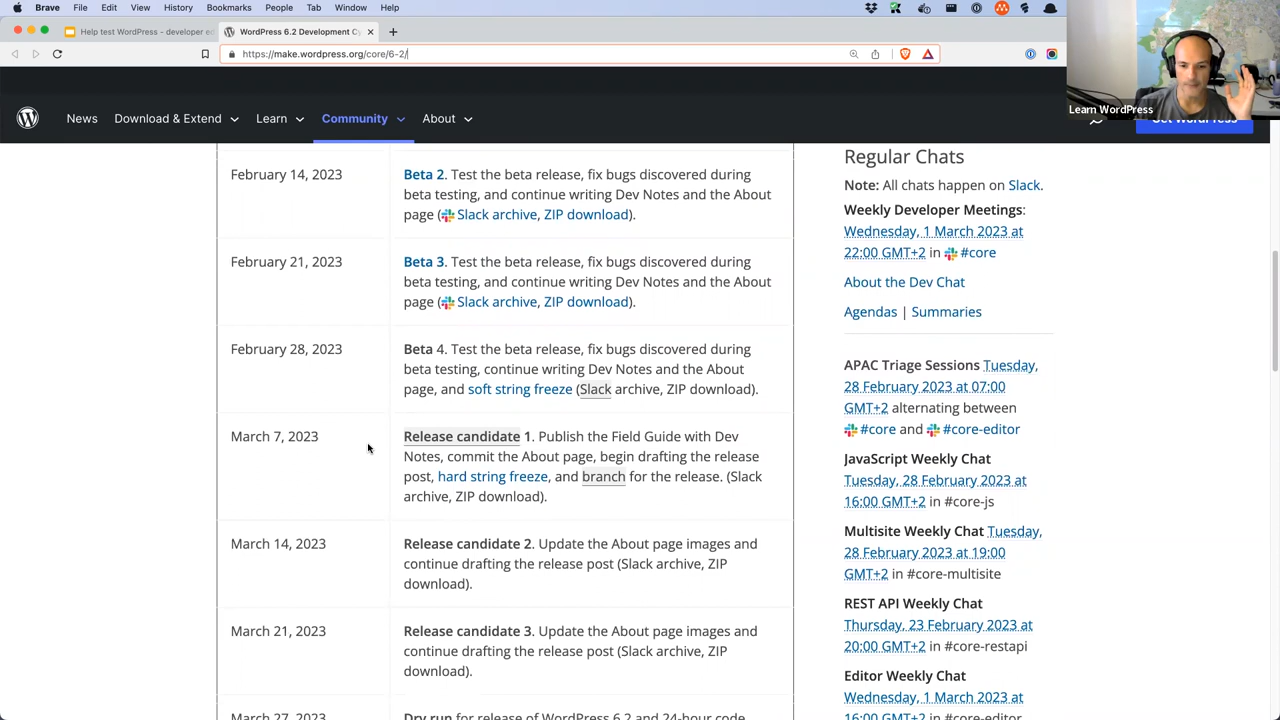 Brave File Edit View History Bookmarks People Tab Window Help
Help test WordPress - developer ed
WordPress 6.2 Development Cy
https://make.wordpress.org/core/6-2/
Learn WordPress
News Download & Extend Learn Community About
Get WordPress
February 14, 2023
Beta 2. Test the beta release, fix bugs discovered during
beta testing, and continue writing Dev Notes and the About
page (Slack archive, ZIP download).
February 21, 2023
Beta 3. Test the beta release, fix bugs discovered during
beta testing, and continue writing Dev Notes and the About
page (Slack archive, ZIP download).
February 28, 2023
Beta 4. Test the beta release, fix bugs discovered during
beta testing, continue writing Dev Notes and the About
page, and soft string freeze (Slack archive, ZIP download).
March 7, 2023
Release candidate 1. Publish the Field Guide with Dev
Notes, commit the About page, begin drafting the release
post, hard string freeze, and branch for the release. (Slack
archive, ZIP download).
March 14, 2023
Release candidate 2. Update the About page images and
continue drafting the release post (Slack archive, ZIP
download).
March 21, 2023
Release candidate 3. Update the About page images and
continue drafting the release post (Slack archive, ZIP
download).
March 27, 2023
Dry run for release of WordPress 6.2 and 24-hour code
Regular Chats
Note: All chats happen on Slack.
Weekly Developer Meetings:
Wednesday, 1 March 2023 at
22:00 GMT+2 in #core
About the Dev Chat
Agendas | Summaries
APAC Triage Sessions Tuesday,
28 February 2023 at 07:00
GMT+2 alternating between
#core and #core-editor
JavaScript Weekly Chat
Tuesday, 28 February 2023 at
16:00 GMT+2 in #core-js
Multisite Weekly Chat Tuesday,
28 February 2023 at 19:00
GMT+2 in #core-multisite
REST API Weekly Chat
Thursday, 23 February 2023 at
20:00 GMT+2 in #core-restapi
Editor Weekly Chat
Wednesday, 1 March 2023 at
16:00 GMT+2 in #core-editor